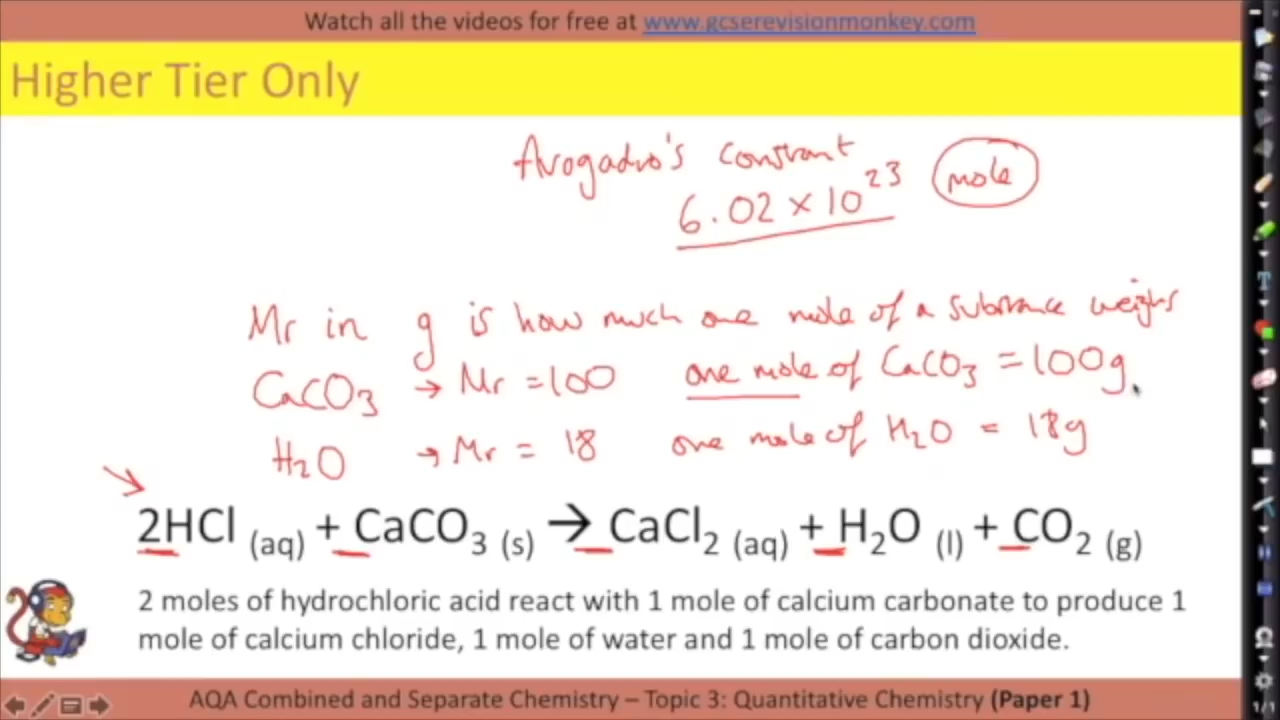 Watch all the videos for free at www.gcserevisionmonkey.com
Higher Tier Only
Avogadro's constant
6.02 × 10²³ mole
Mr in g is how much one mole of a substance weighs
CaCO3 → Mr = 100 one mole of CaCO3 = 100g
H2O → Mr = 18 one mole of H2O = 18g
2HCl (aq) + CaCO₃ (s) → CaCl₂ (aq) + H₂O (l) + CO₂ (g)
2 moles of hydrochloric acid react with 1 mole of calcium carbonate to produce 1
mole of calcium chloride, 1 mole of water and 1 mole of carbon dioxide.
AQA Combined and Separate Chemistry – Topic 3: Quantitative Chemistry (Paper 1)
1/1